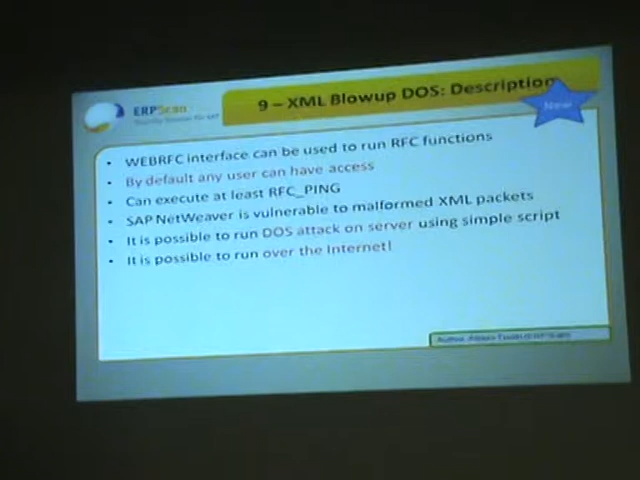 ERPScan
9 – XML Blowup DOS: Description
New
• WEBRFC interface can be used to run RFC functions
• By default any user can have access
• Can execute at least RFC_PING
• SAP NetWeaver is vulnerable to malformed XML packets
• It is possible to run DOS attack on server using simple script
• It is possible to run over the Internet!
Author: